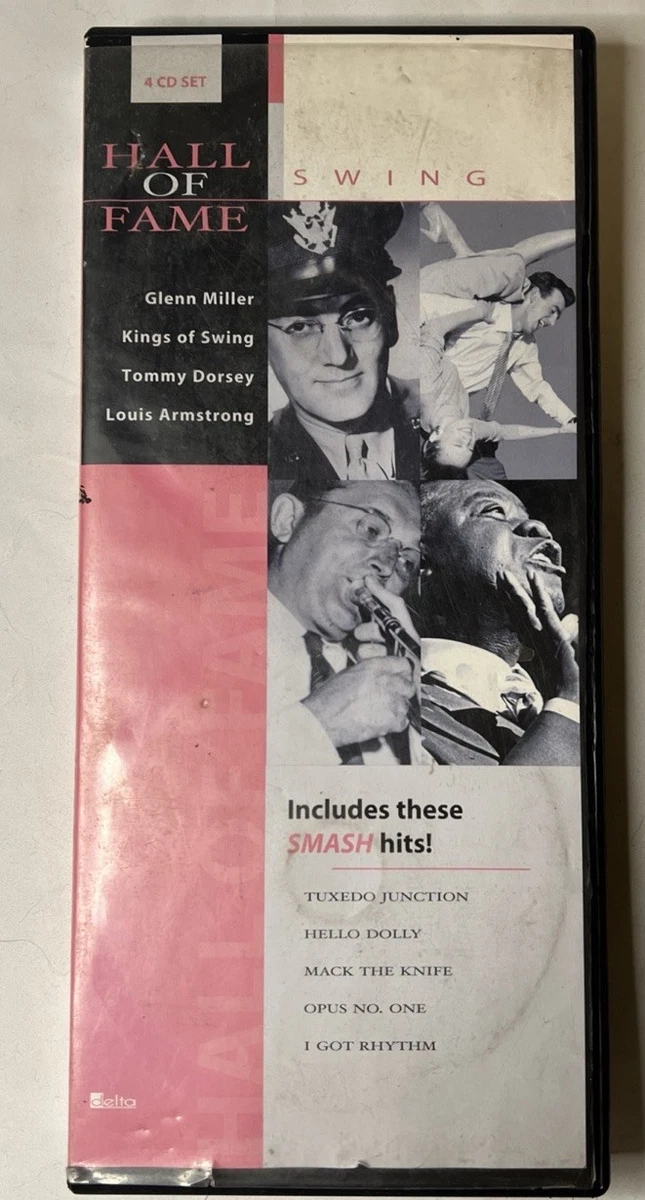 4 CD SET
HALL
OF
FAME
SWING
Glenn Miller
Kings of Swing
Tommy Dorsey
Louis Armstrong
HALL OF FAME
Includes these
SMASH hits!
TUXEDO JUNCTION
HELLO DOLLY
MACK THE KNIFE
OPUS NO. ONE
I GOT RHYTHM
delta